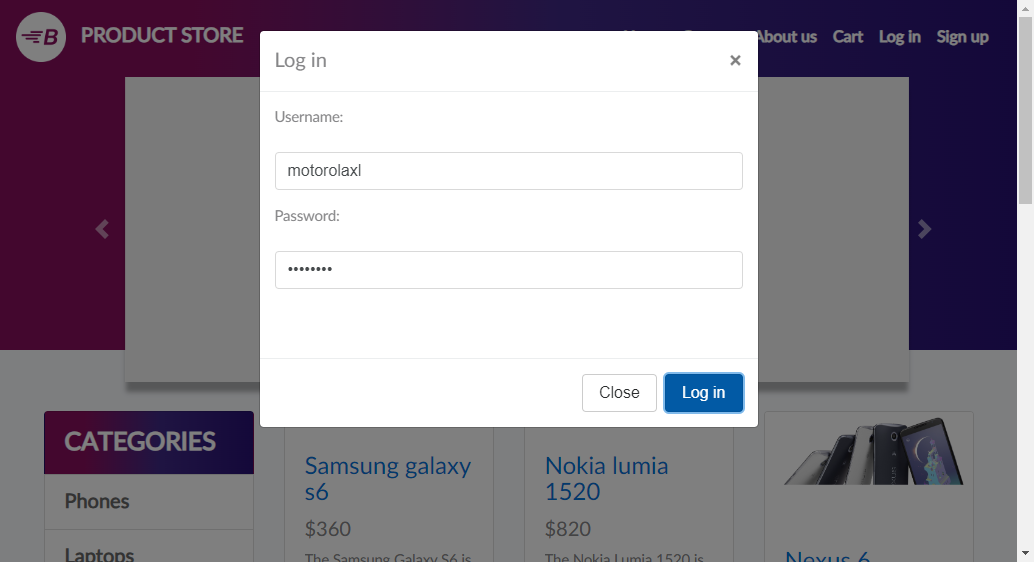 B PRODUCT STORE
About us Cart Log in Sign up
Log in ×
Username:
motorolaxl
Password:
••••••••
Close Log in
CATEGORIES
Phones
Laptops
Samsung galaxy
s6
$360
The Samsung Galaxy S6 is
Nokia lumia
1520
$820
The Nokia Lumia 1520 is
Nexus 6